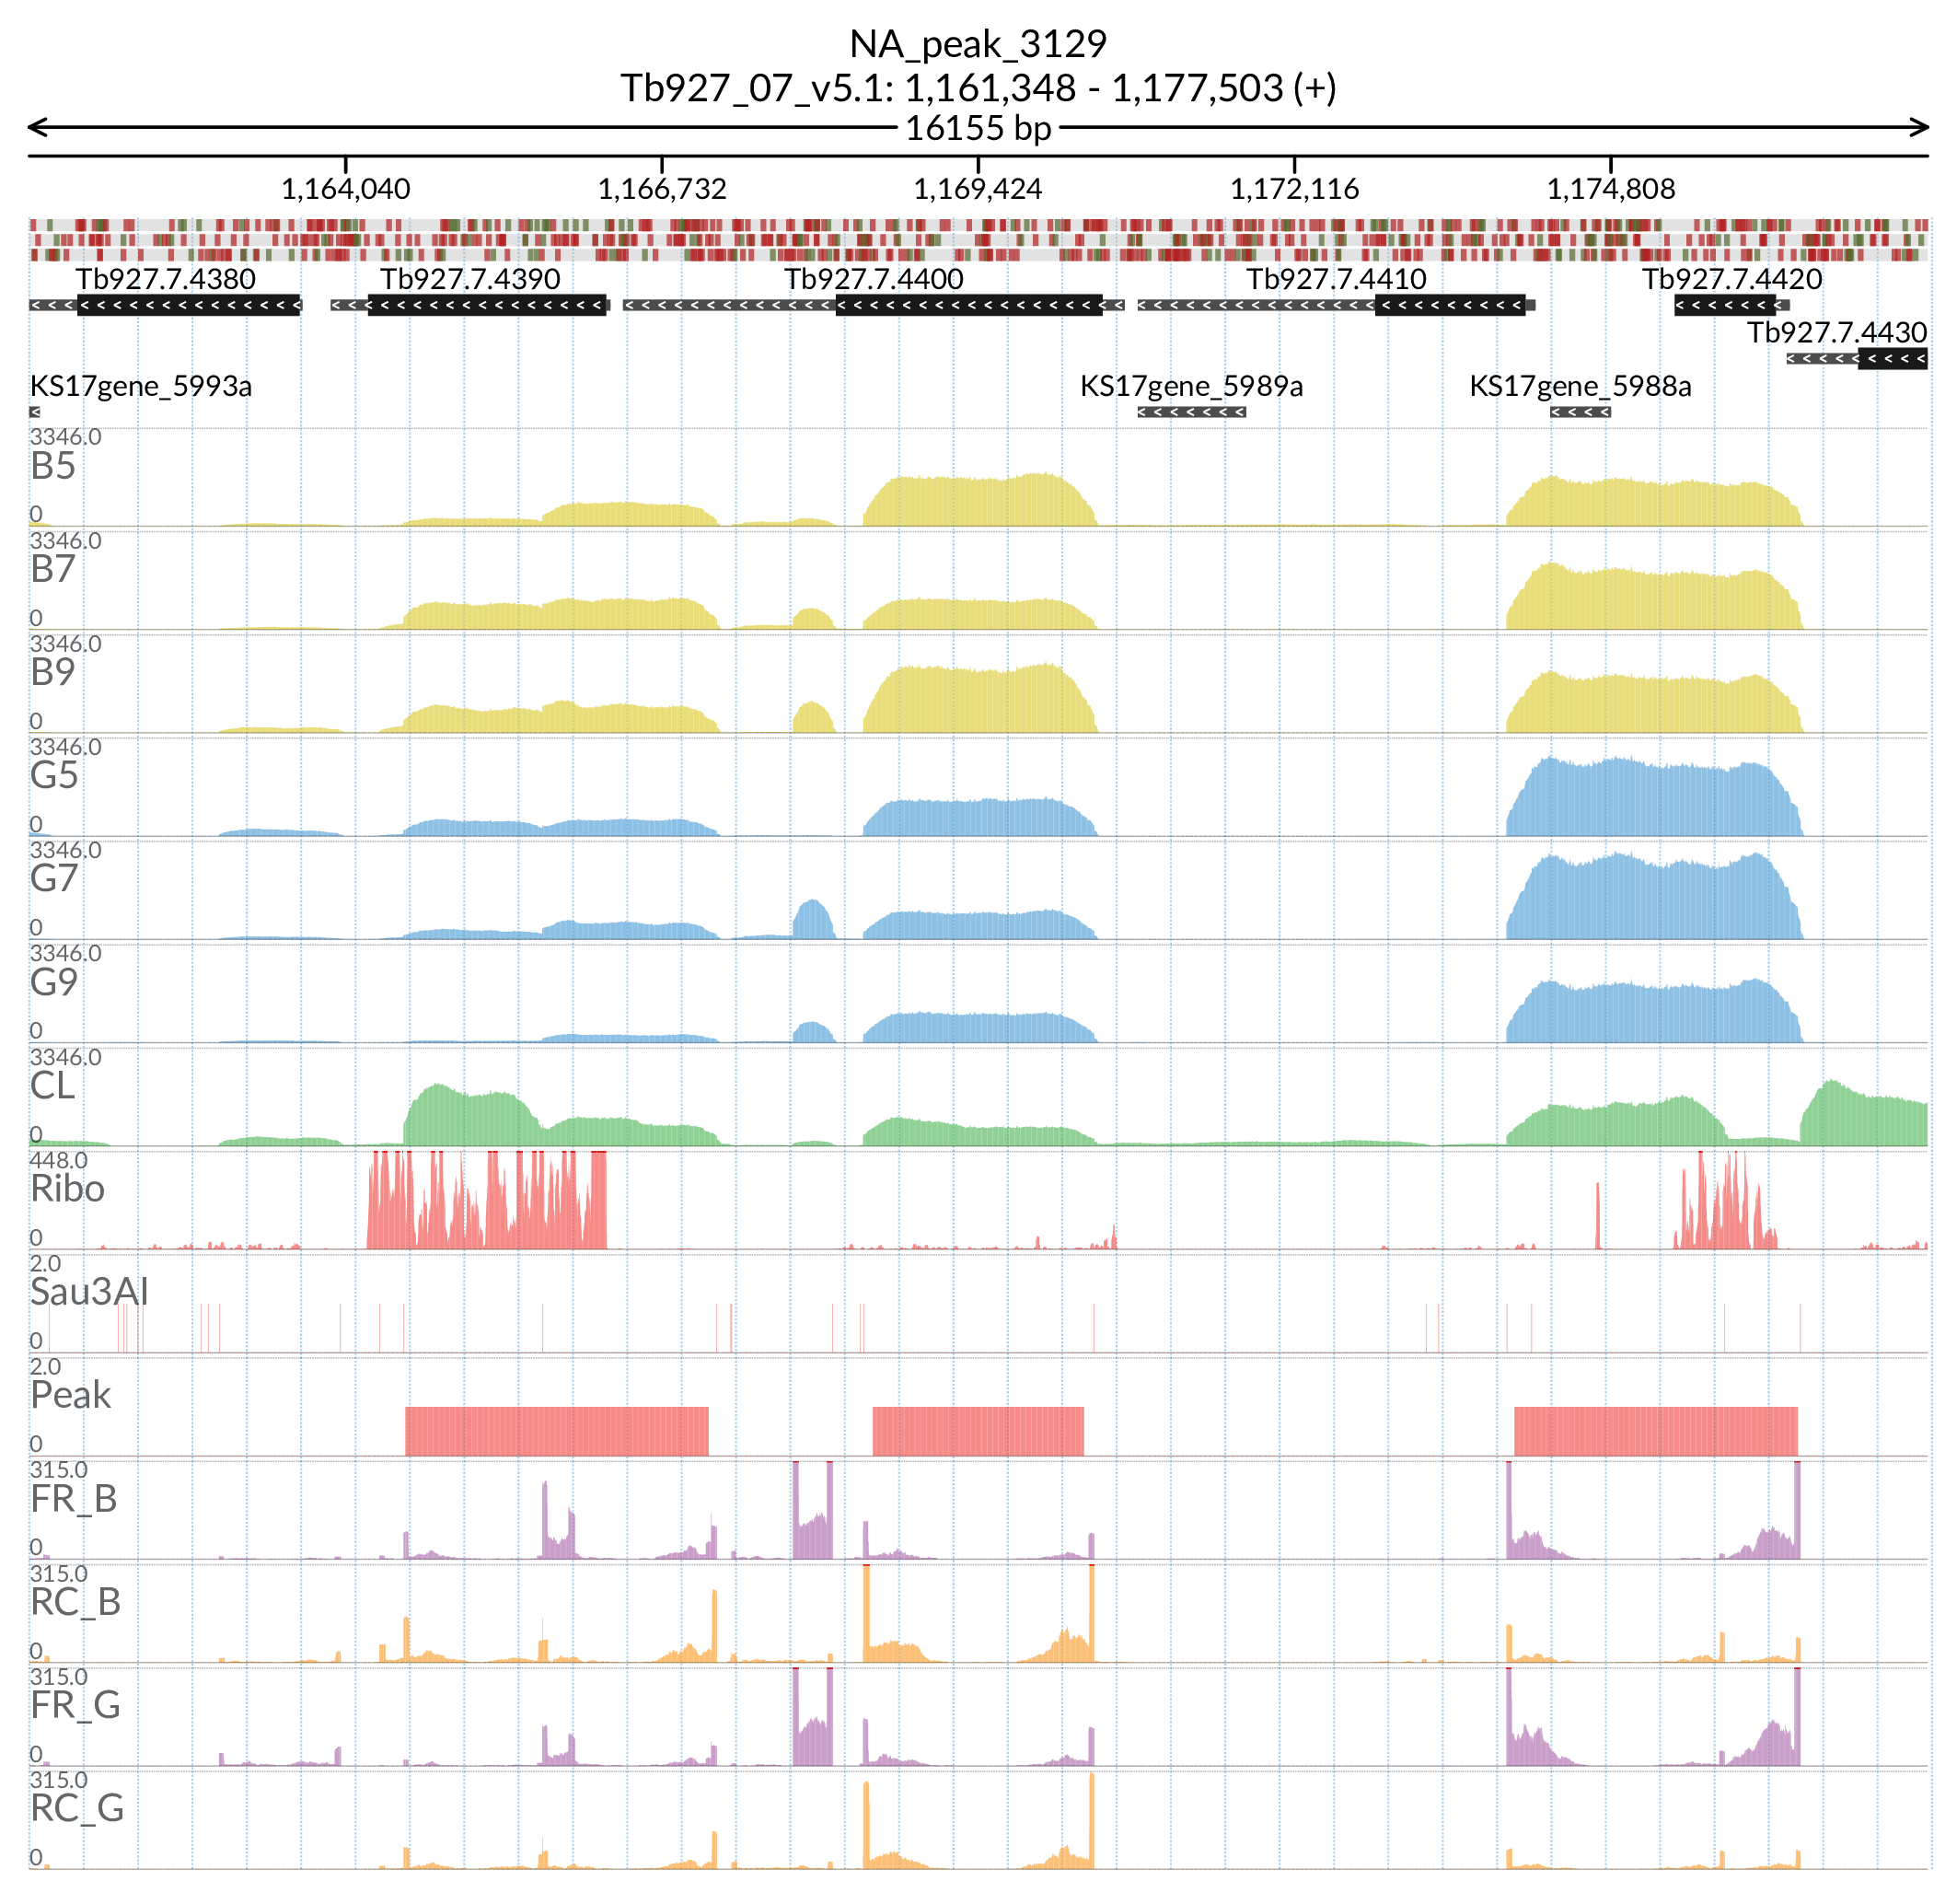 NA_peak_3129
Tb927_07_v5.1: 1,161,348 - 1,177,503 (+)
16155 bp
1,164,040 1,166,732 1,169,424 1,172,116 1,174,808
Tb927.7.4380 Tb927.7.4390 Tb927.7.4400 Tb927.7.4410 Tb927.7.4420
Tb927.7.4430
KS17gene_5993a KS17gene_5989a KS17gene_5988a
3346.0
B5
0
3346.0
B7
0
3346.0
B9
0
3346.0
G5
0
3346.0
G7
0
3346.0
G9
0
3346.0
CL
0
448.0
Ribo
0
2.0
Sau3AI
0
2.0
Peak
0
315.0
FR_B
0
315.0
RC_B
0
315.0
FR_G
0
315.0
RC_G
0